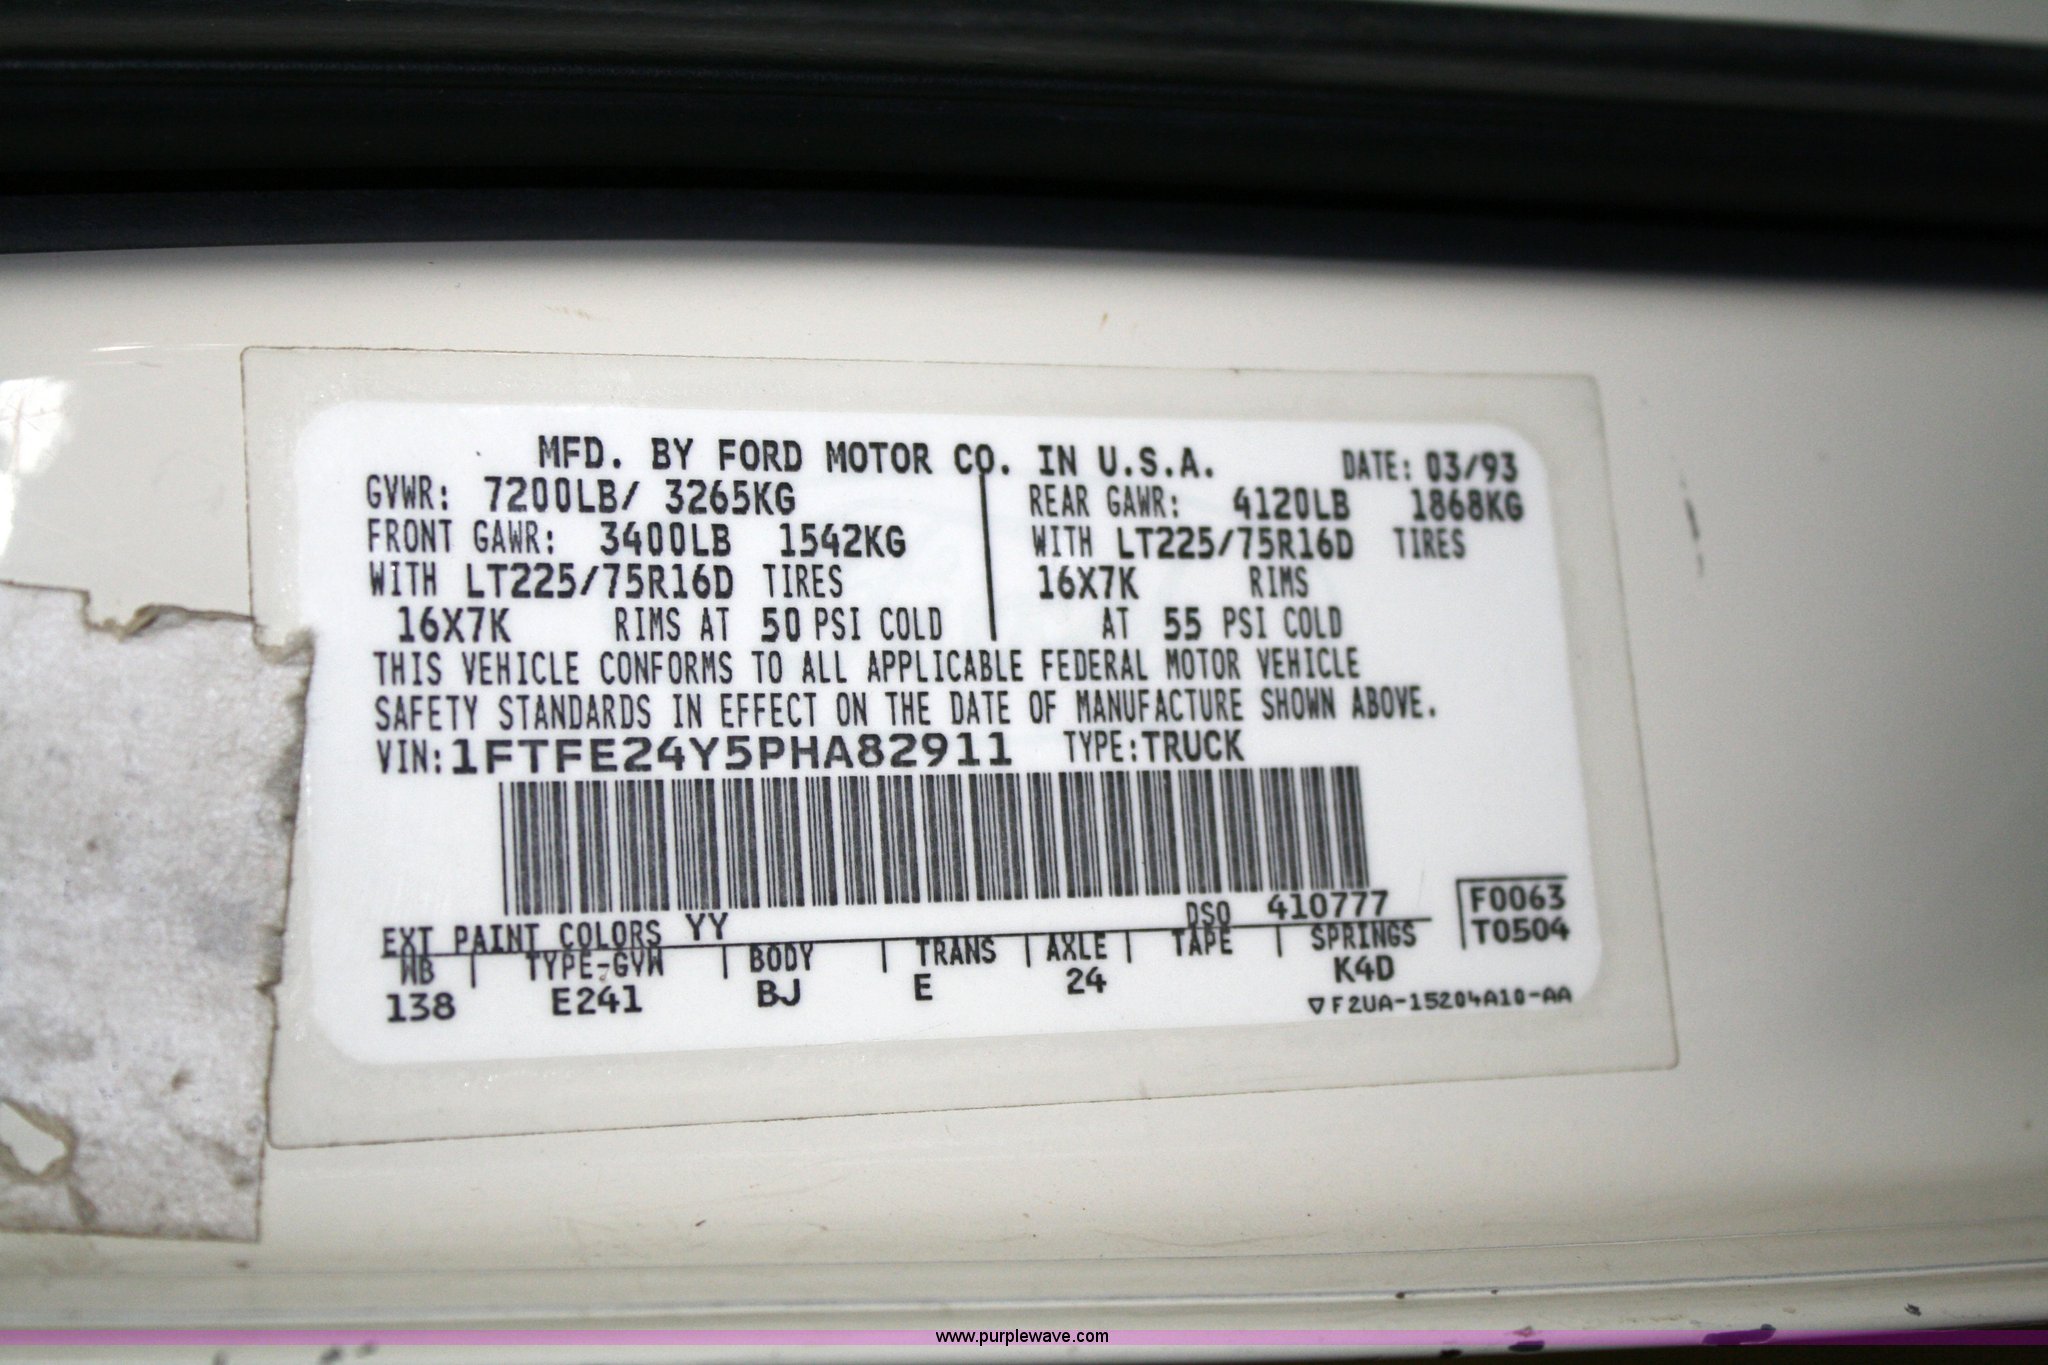 MFD. BY FORD MOTOR CO. IN U.S.A.
DATE: 03/93
GVWR: 7200LB/ 3265KG
FRONT GAWR: 3400LB 1542KG
WITH LT225/75R16D TIRES
16X7K RIMS AT 50 PSI COLD
REAR GAWR: 4120LB 1868KG
WITH LT225/75R16D TIRES
16X7K RIMS
AT 55 PSI COLD
THIS VEHICLE CONFORMS TO ALL APPLICABLE FEDERAL MOTOR VEHICLE
SAFETY STANDARDS IN EFFECT ON THE DATE OF MANUFACTURE SHOWN ABOVE.
VIN: 1FTFE24Y5PHA82911 TYPE: TRUCK
EXT PAINT COLORS YY DSO 410777
F0063
T0504
WB TYPE-GVW BODY TRANS AXLE TAPE SPRINGS
138 E241 BJ E 24 K4D
▽F2UA-15204A10-AA
www.purplewave.com